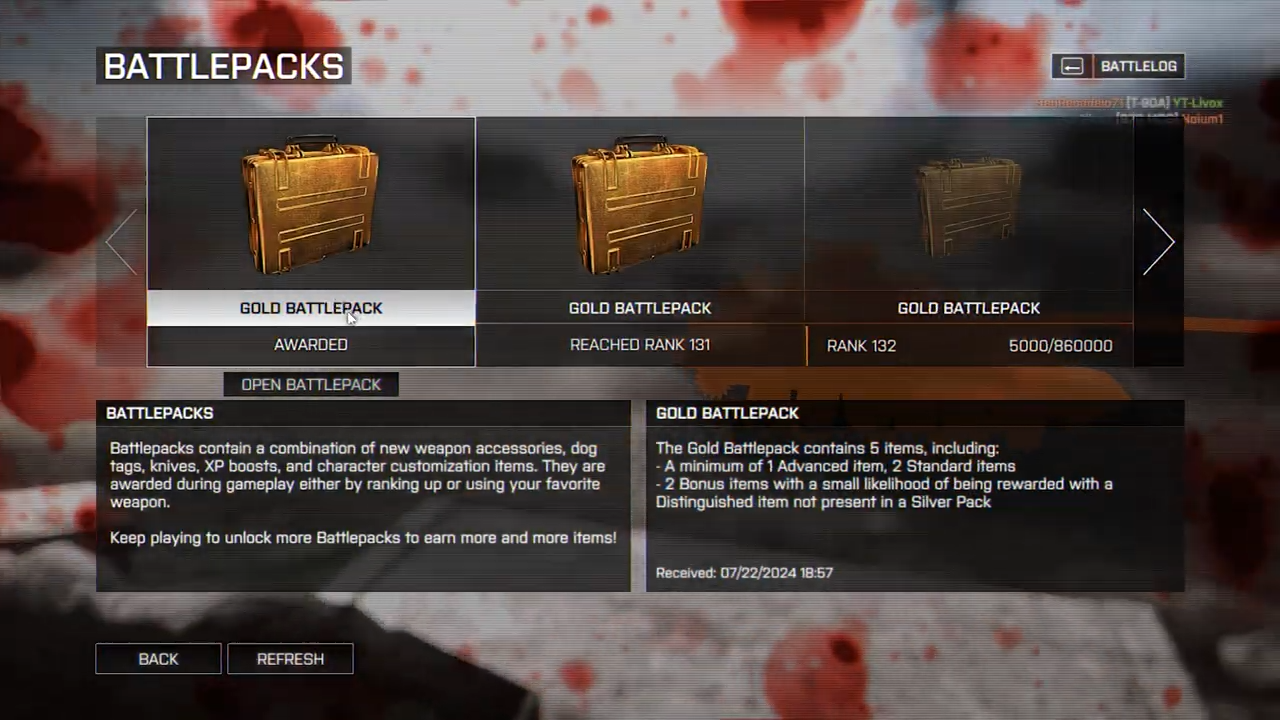 BATTLEPACKS
BATTLELOG
[T-90A] YT-Livox
Noium1
GOLD BATTLEPACK
GOLD BATTLEPACK
GOLD BATTLEPACK
AWARDED
REACHED RANK 131
RANK 132 5000/860000
OPEN BATTLEPACK
BATTLEPACKS
Battlepacks contain a combination of new weapon accessories, dog
tags, knives, XP boosts, and character customization items. They are
awarded during gameplay either by ranking up or using your favorite
weapon.
Keep playing to unlock more Battlepacks to earn more and more items!
GOLD BATTLEPACK
The Gold Battlepack contains 5 items, including:
- A minimum of 1 Advanced item, 2 Standard items
- 2 Bonus items with a small likelihood of being rewarded with a
Distinguished item not present in a Silver Pack
Received: 07/22/2024 18:57
BACK
REFRESH